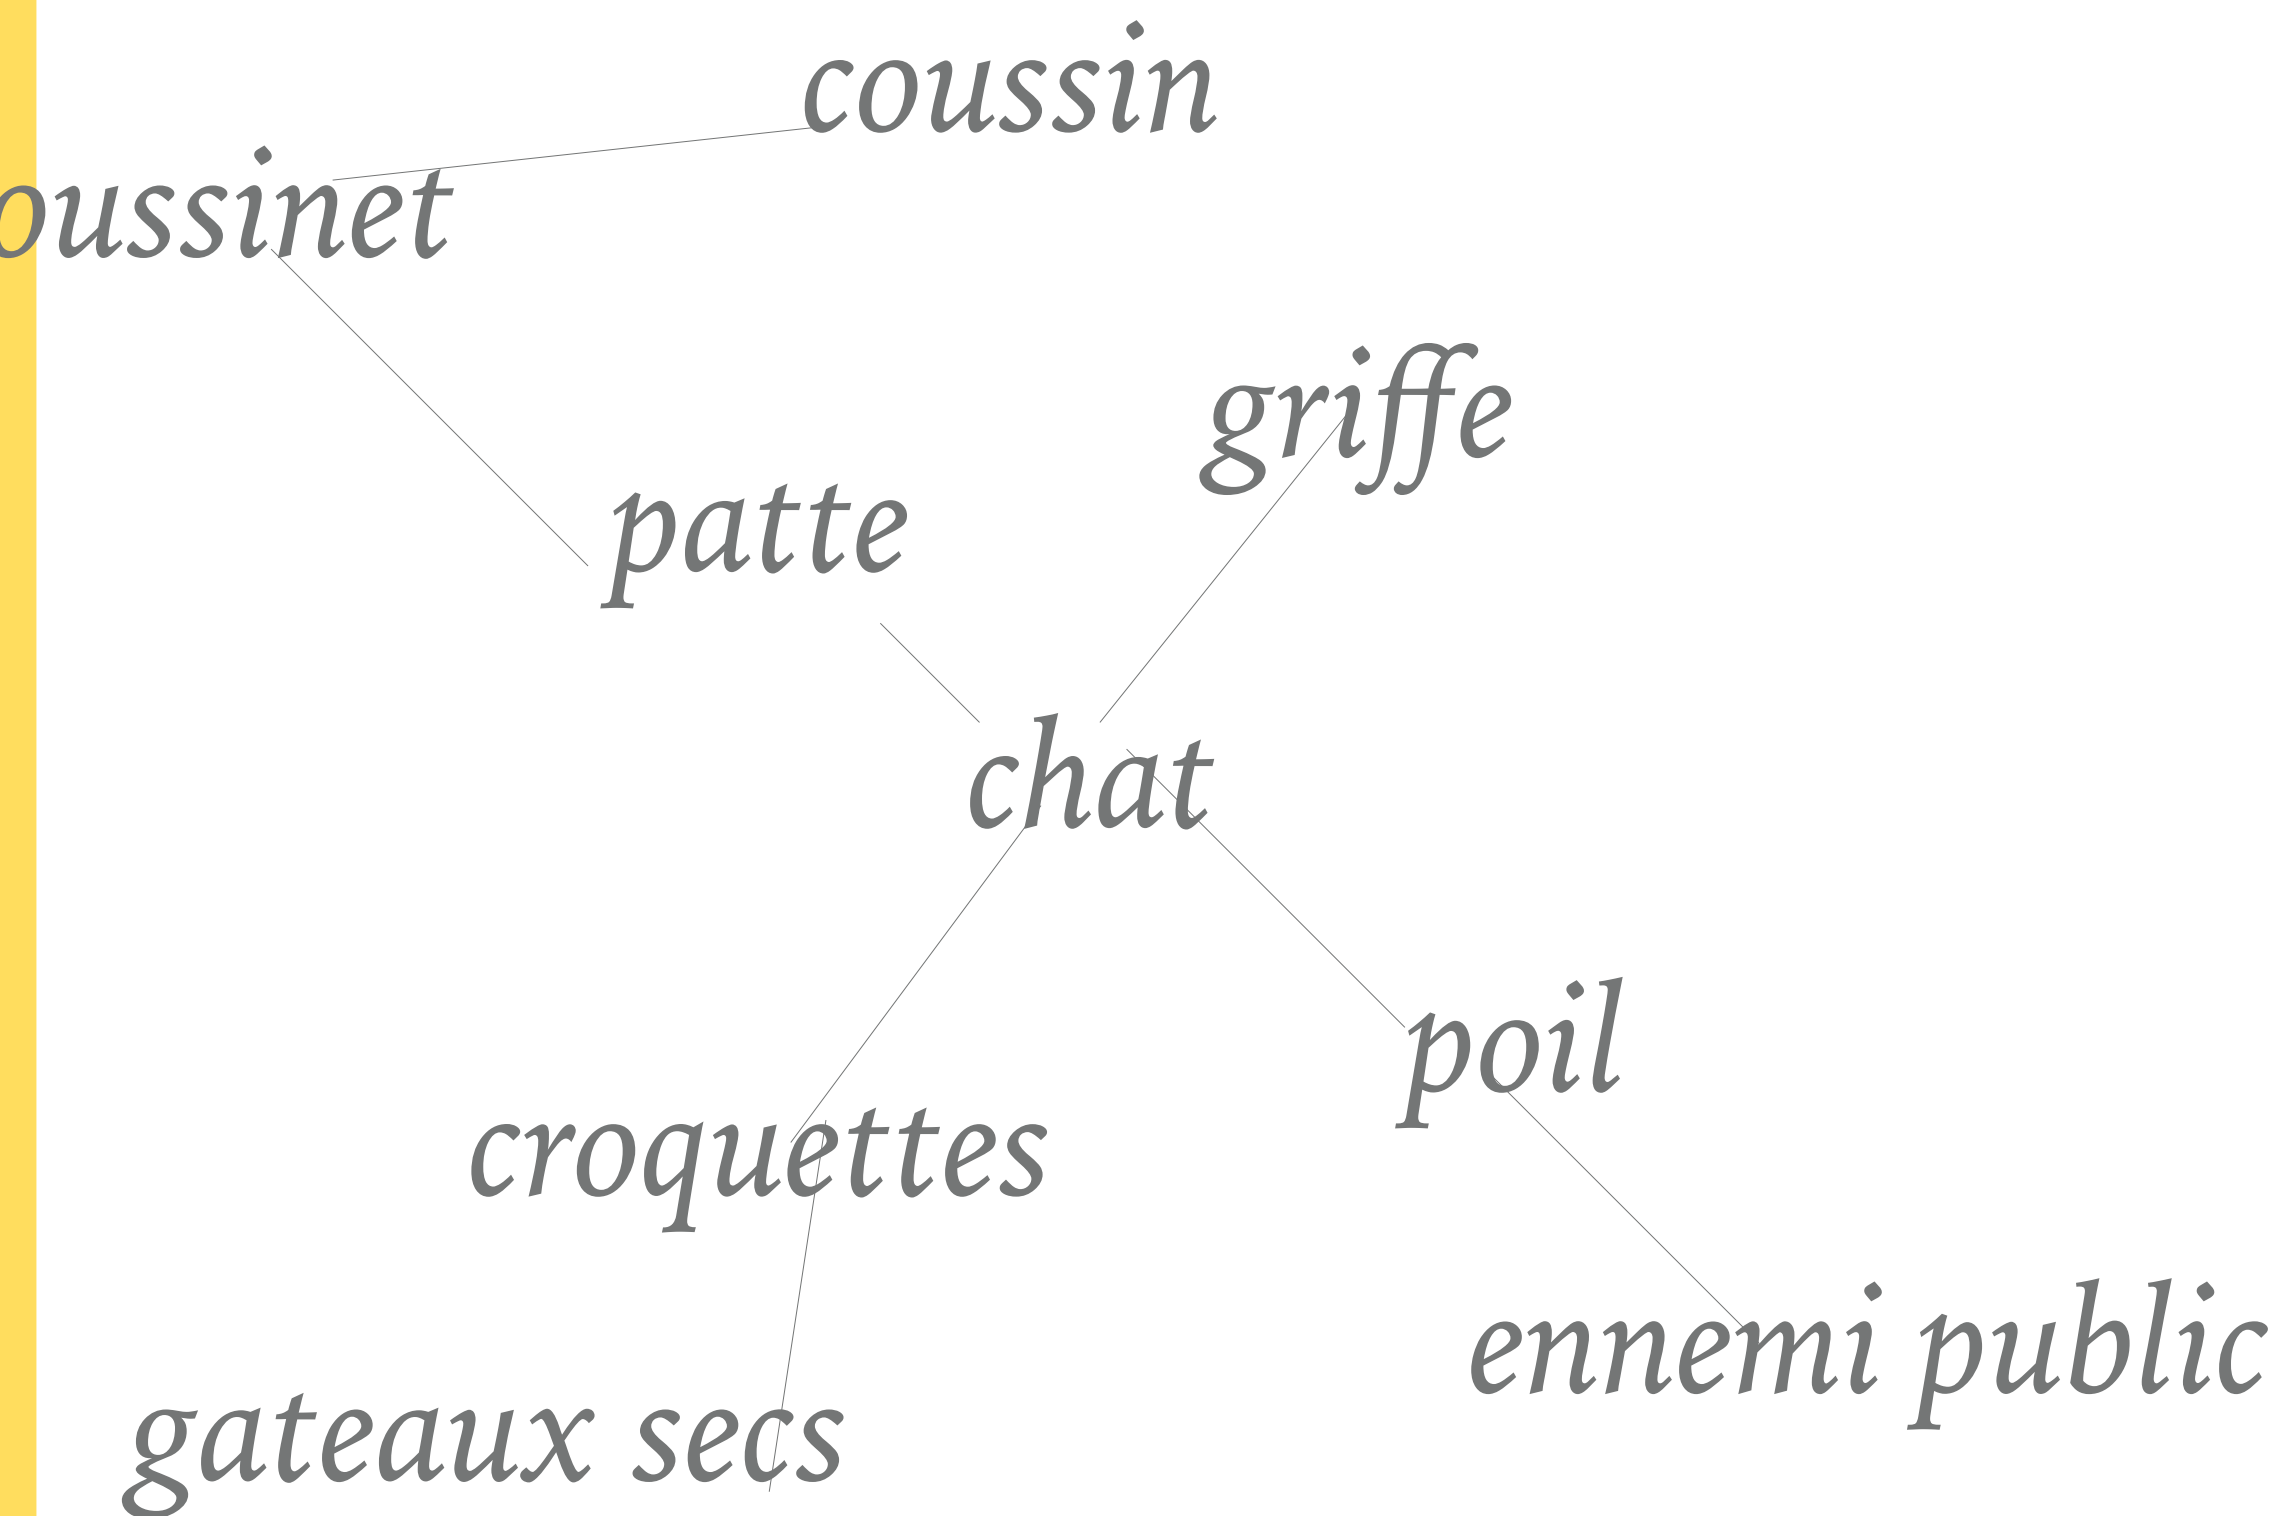 coussin
oussinet
griffe
patte
chat
poil
croquettes
ennemi public
gateaux secs